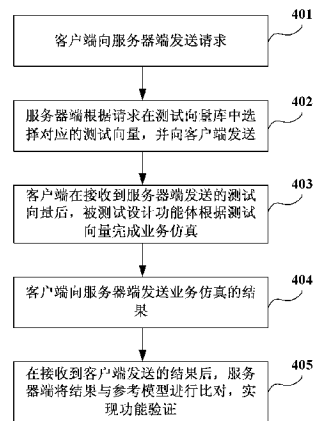 401
客户端向服务器端发送请求
402
服务器端根据请求在测试向量库中选
择对应的测试向量，并向客户端发送
403
客户端在接收到服务器端发送的测试
向量后，被测试设计功能体根据测试
向量完成业务仿真
404
客户端向服务器端发送业务仿真的结
果
405
在接收到客户端发送的结果后，服务
器端将结果与参考模型进行比对，实
现功能验证